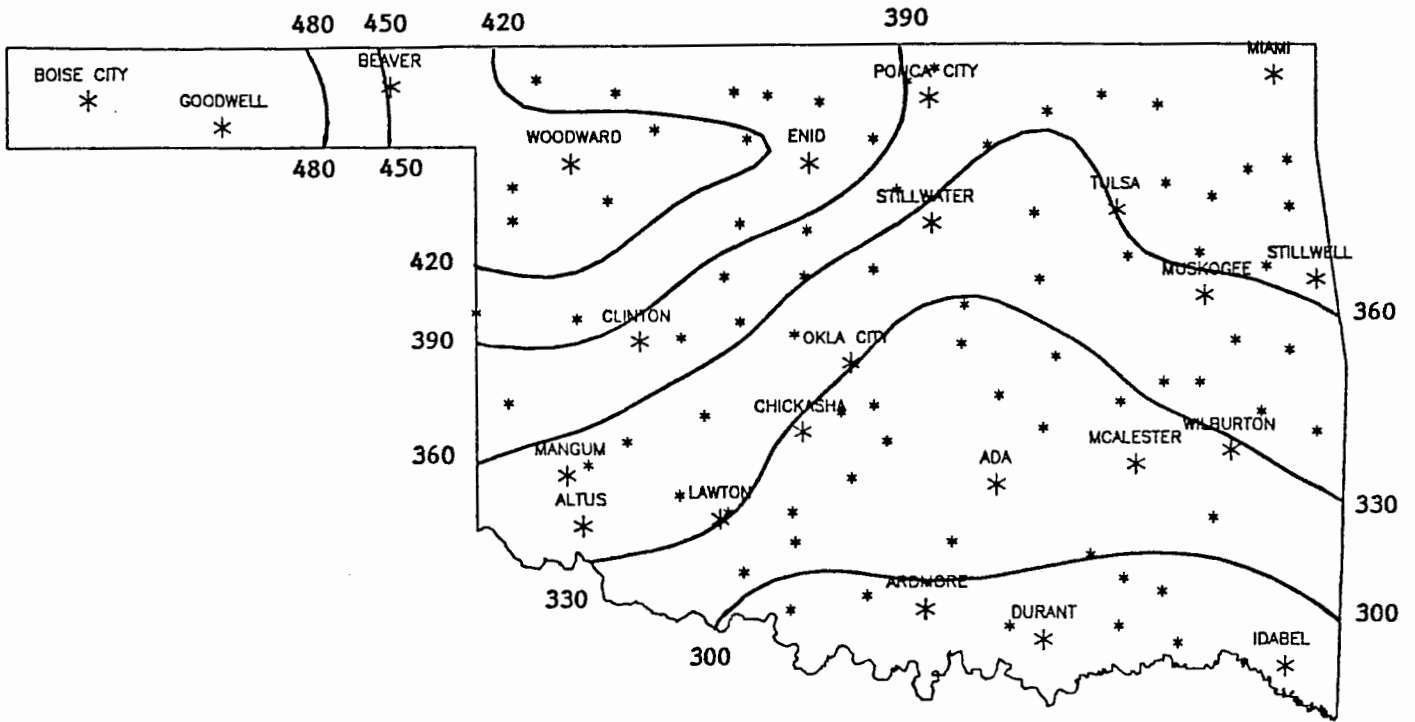 480 450 420 390
MIAMI
BEAVER
BOISE CITY
PONCA CITY
GOODWELL
WOODWARD
ENID
480 450
TULSA
STILLWATER
STILLWELL
420
MUSKOGEE
CLINTON
360
390
OKLA CITY
CHICKASHA
WILBURTON
MCALESTER
360
MANGUM
ADA
LAWTON
ALTUS
330
ARDMORE
330
DURANT
300
IDABEL
300